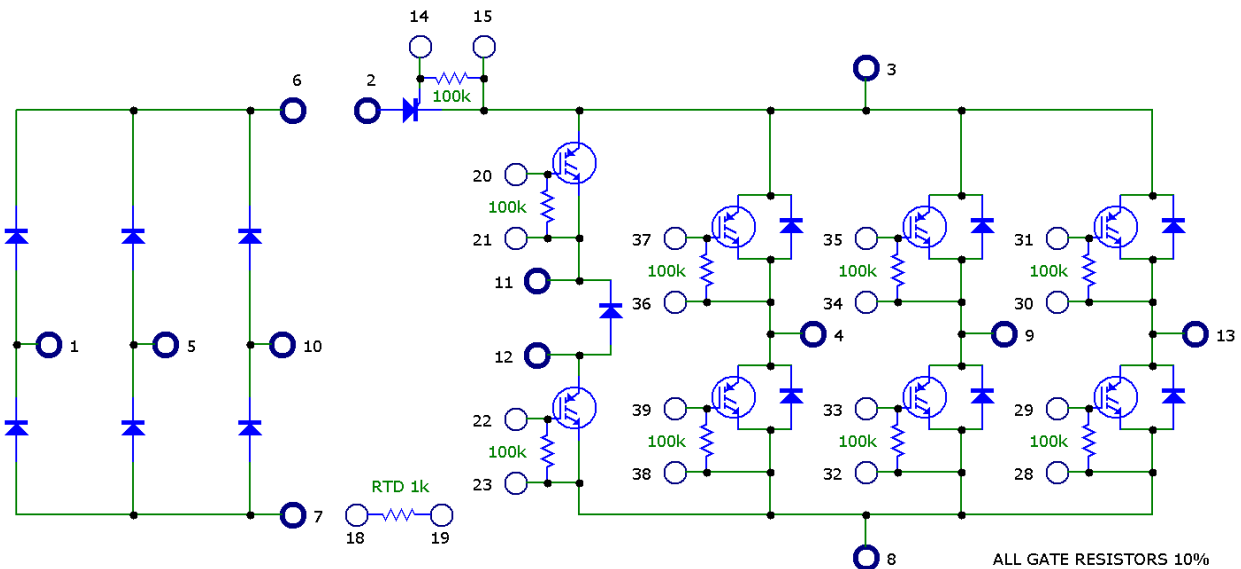 14 15
6 2 3
100k
20
100k
21
37 35 31
100k 100k 100k
11 36 34 30
1 5 10 12 4 9 13
39 33 29
22
100k 100k 100k 100k
23 38 32 28
RTD 1k
7
18 19
8
ALL GATE RESISTORS 10%